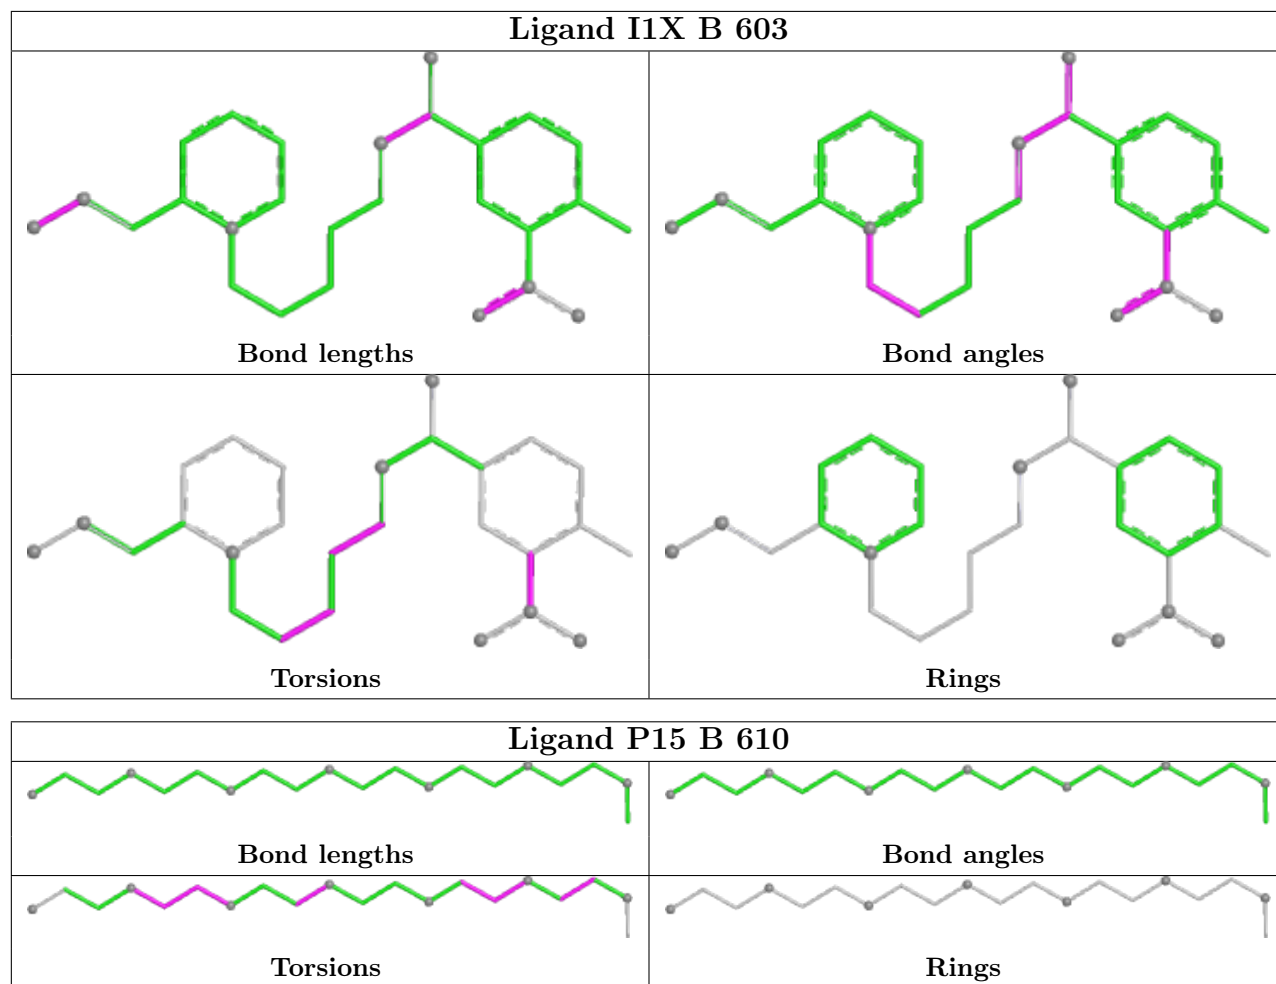 Ligand I1X B 603
Bond lengths
Bond angles
Torsions
Rings
Ligand P15 B 610
Bond lengths
Bond angles
Torsions
Rings